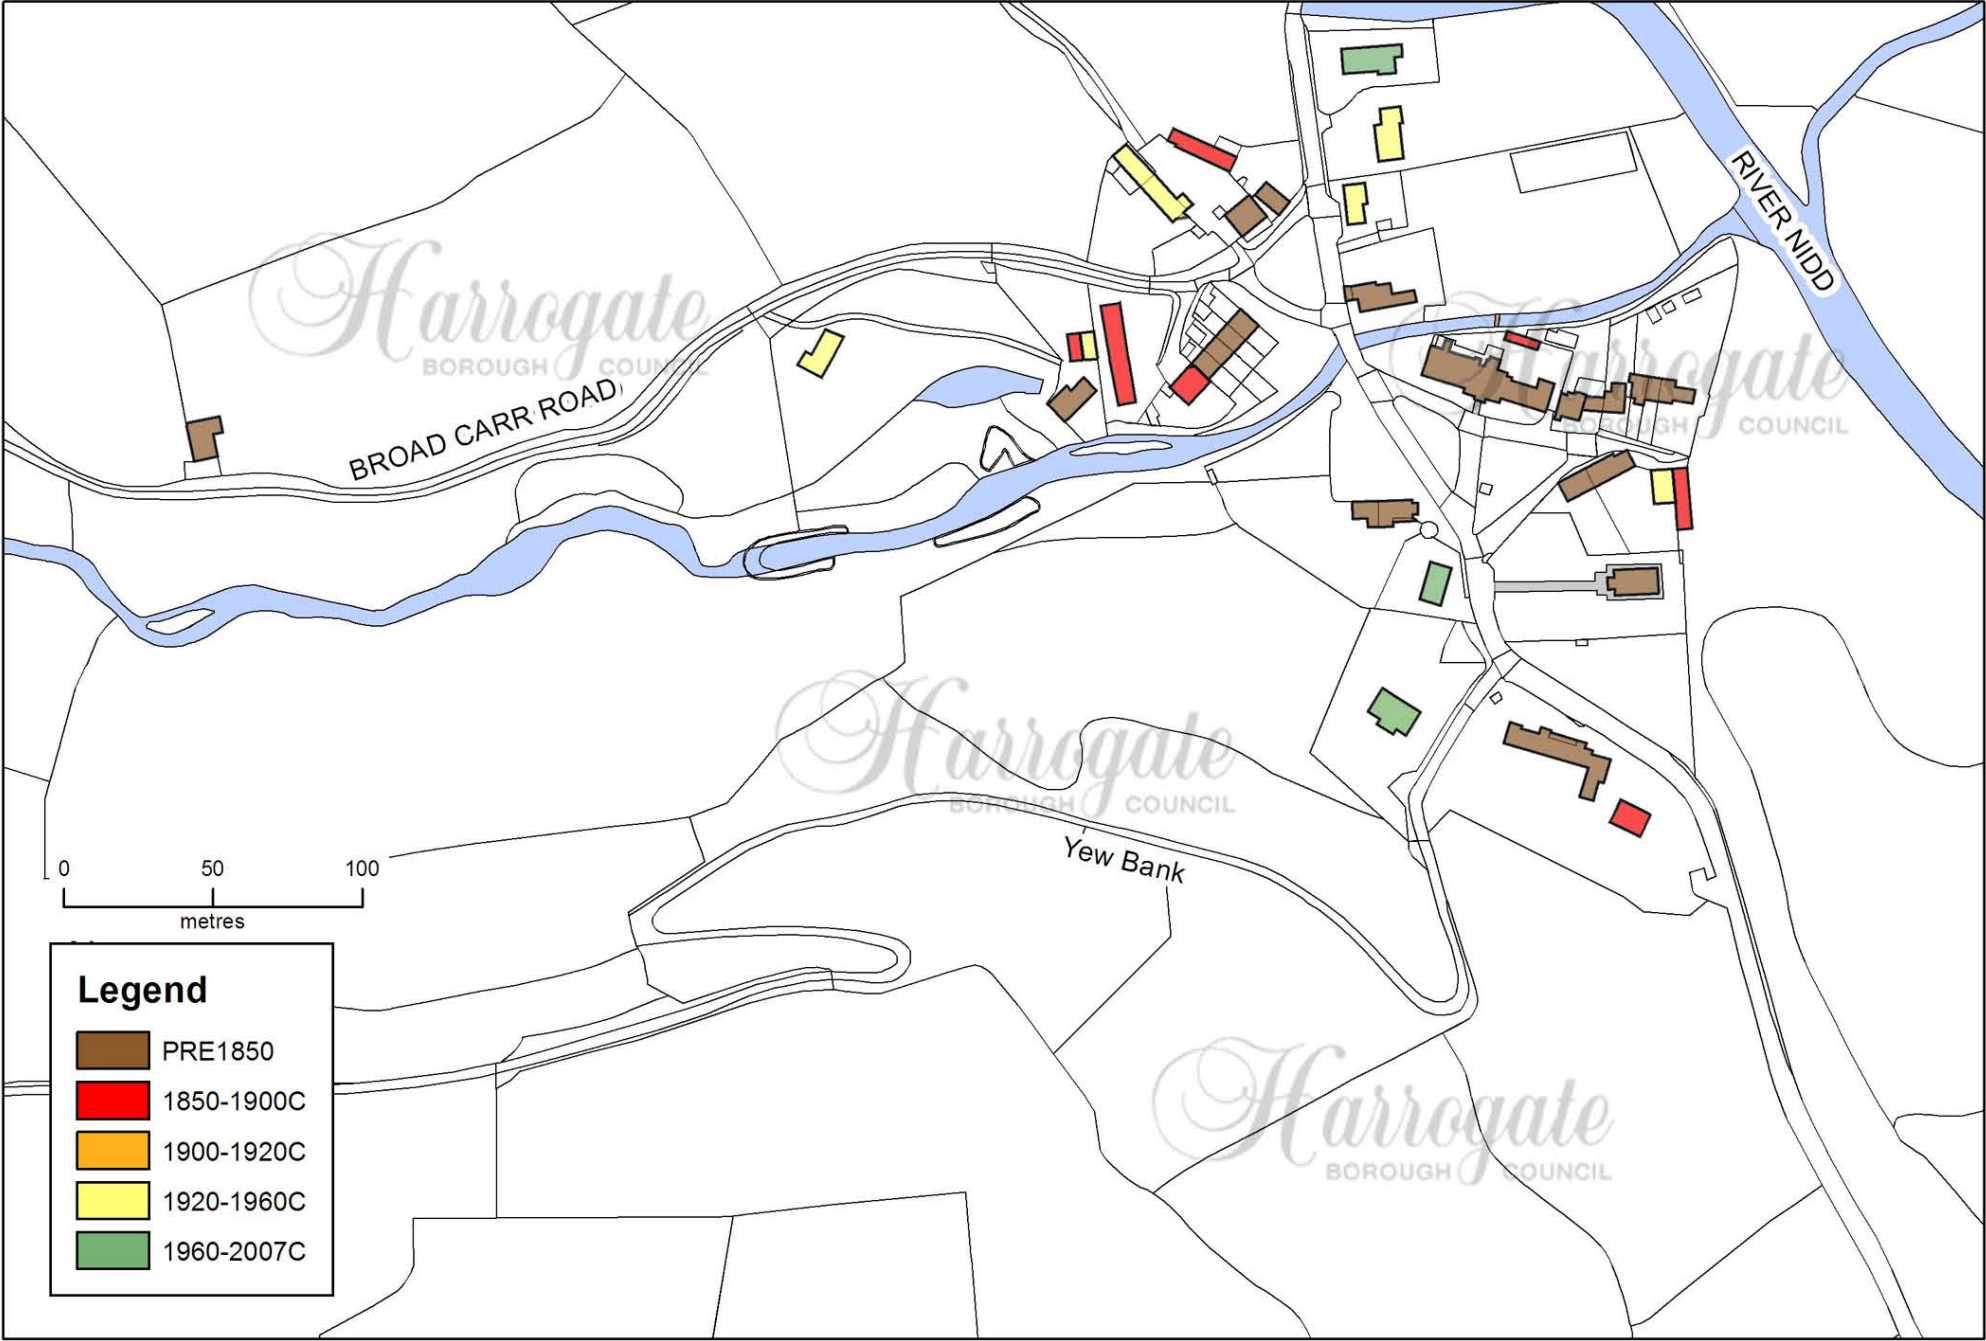 Harrogate
BOROUGH COUNCIL
BROAD CARR ROAD
RIVER NIDD
Harrogate
BOROUGH COUNCIL
Harrogate
BOROUGH COUNCIL
Yew Bank
0 50 100
metres
Legend
PRE1850
1850-1900C
1900-1920C
1920-1960C
1960-2007C
Harrogate
BOROUGH COUNCIL